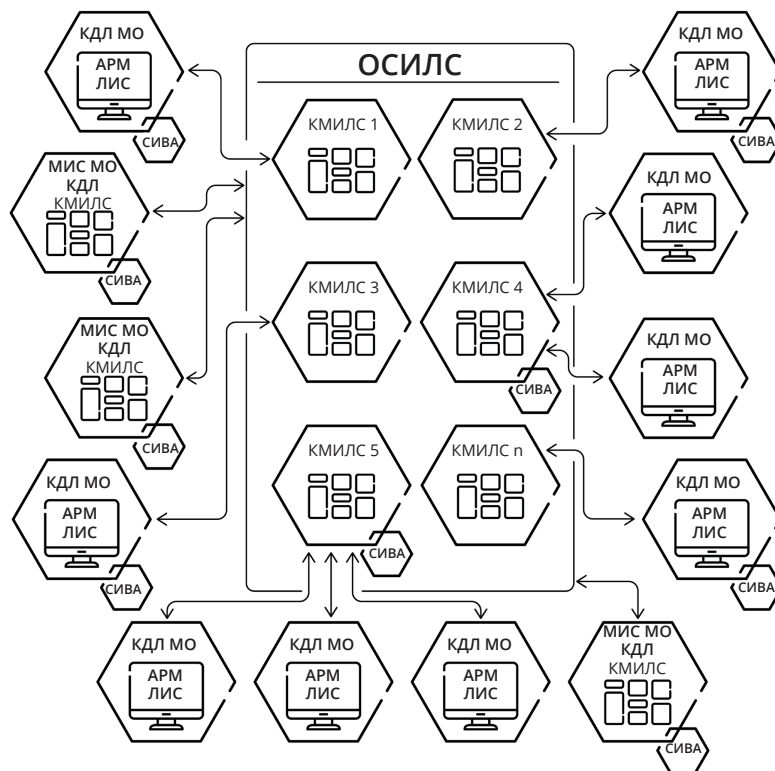 ОСИЛС
КДЛ МО
АРМ
ЛИС
СИВА
КМИЛС 1
КМИЛС 2
КДЛ МО
АРМ
ЛИС
СИВА
МИС МО
КДЛ
КМИЛС
СИВА
КДЛ МО
АРМ
ЛИС
КМИЛС 3
КМИЛС 4
СИВА
МИС МО
КДЛ
КМИЛС
СИВА
КДЛ МО
АРМ
ЛИС
КМИЛС 5
СИВА
КМИЛС n
КДЛ МО
АРМ
ЛИС
СИВА
КДЛ МО
АРМ
ЛИС
СИВА
КДЛ МО
АРМ
ЛИС
КДЛ МО
АРМ
ЛИС
КДЛ МО
АРМ
ЛИС
МИС МО
КДЛ
КМИЛС
СИВА